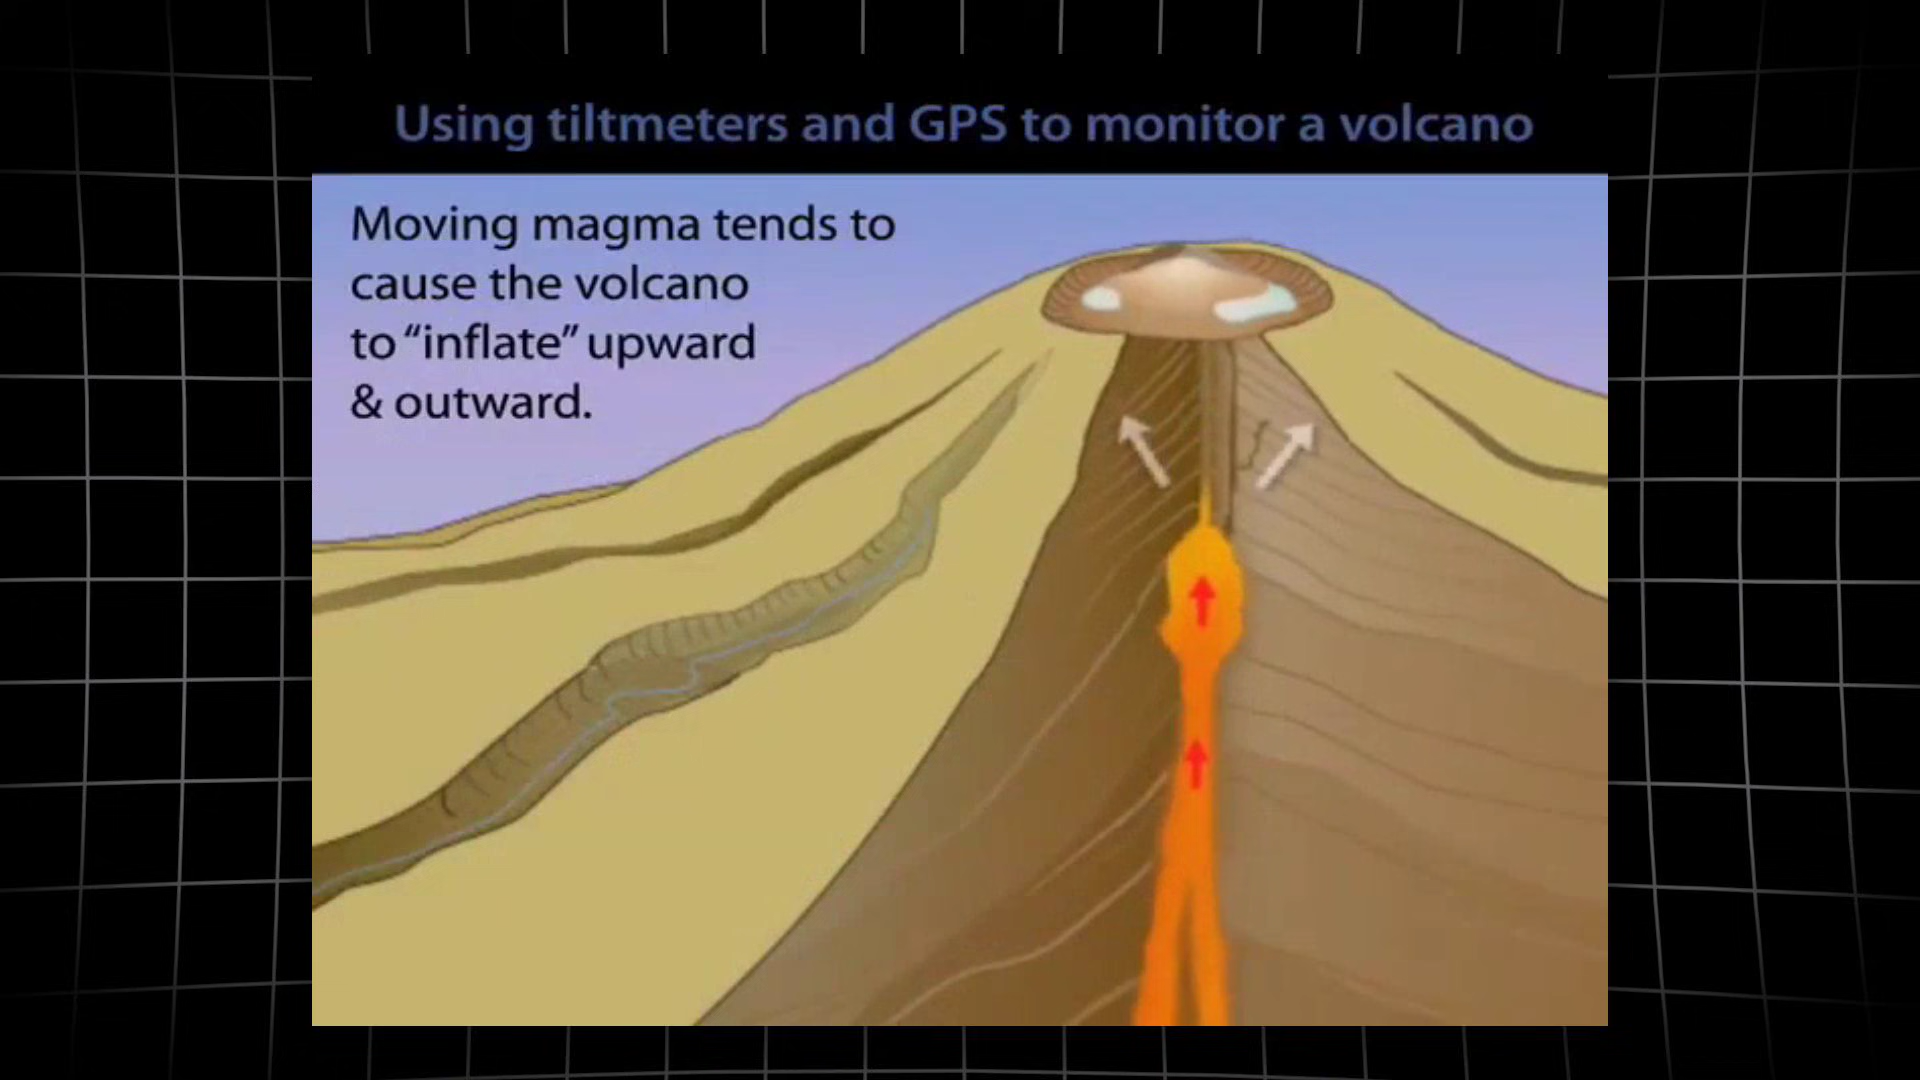 Using tiltmeters and GPS to monitor a volcano
Moving magma tends to
cause the volcano
to “inflate” upward
& outward.